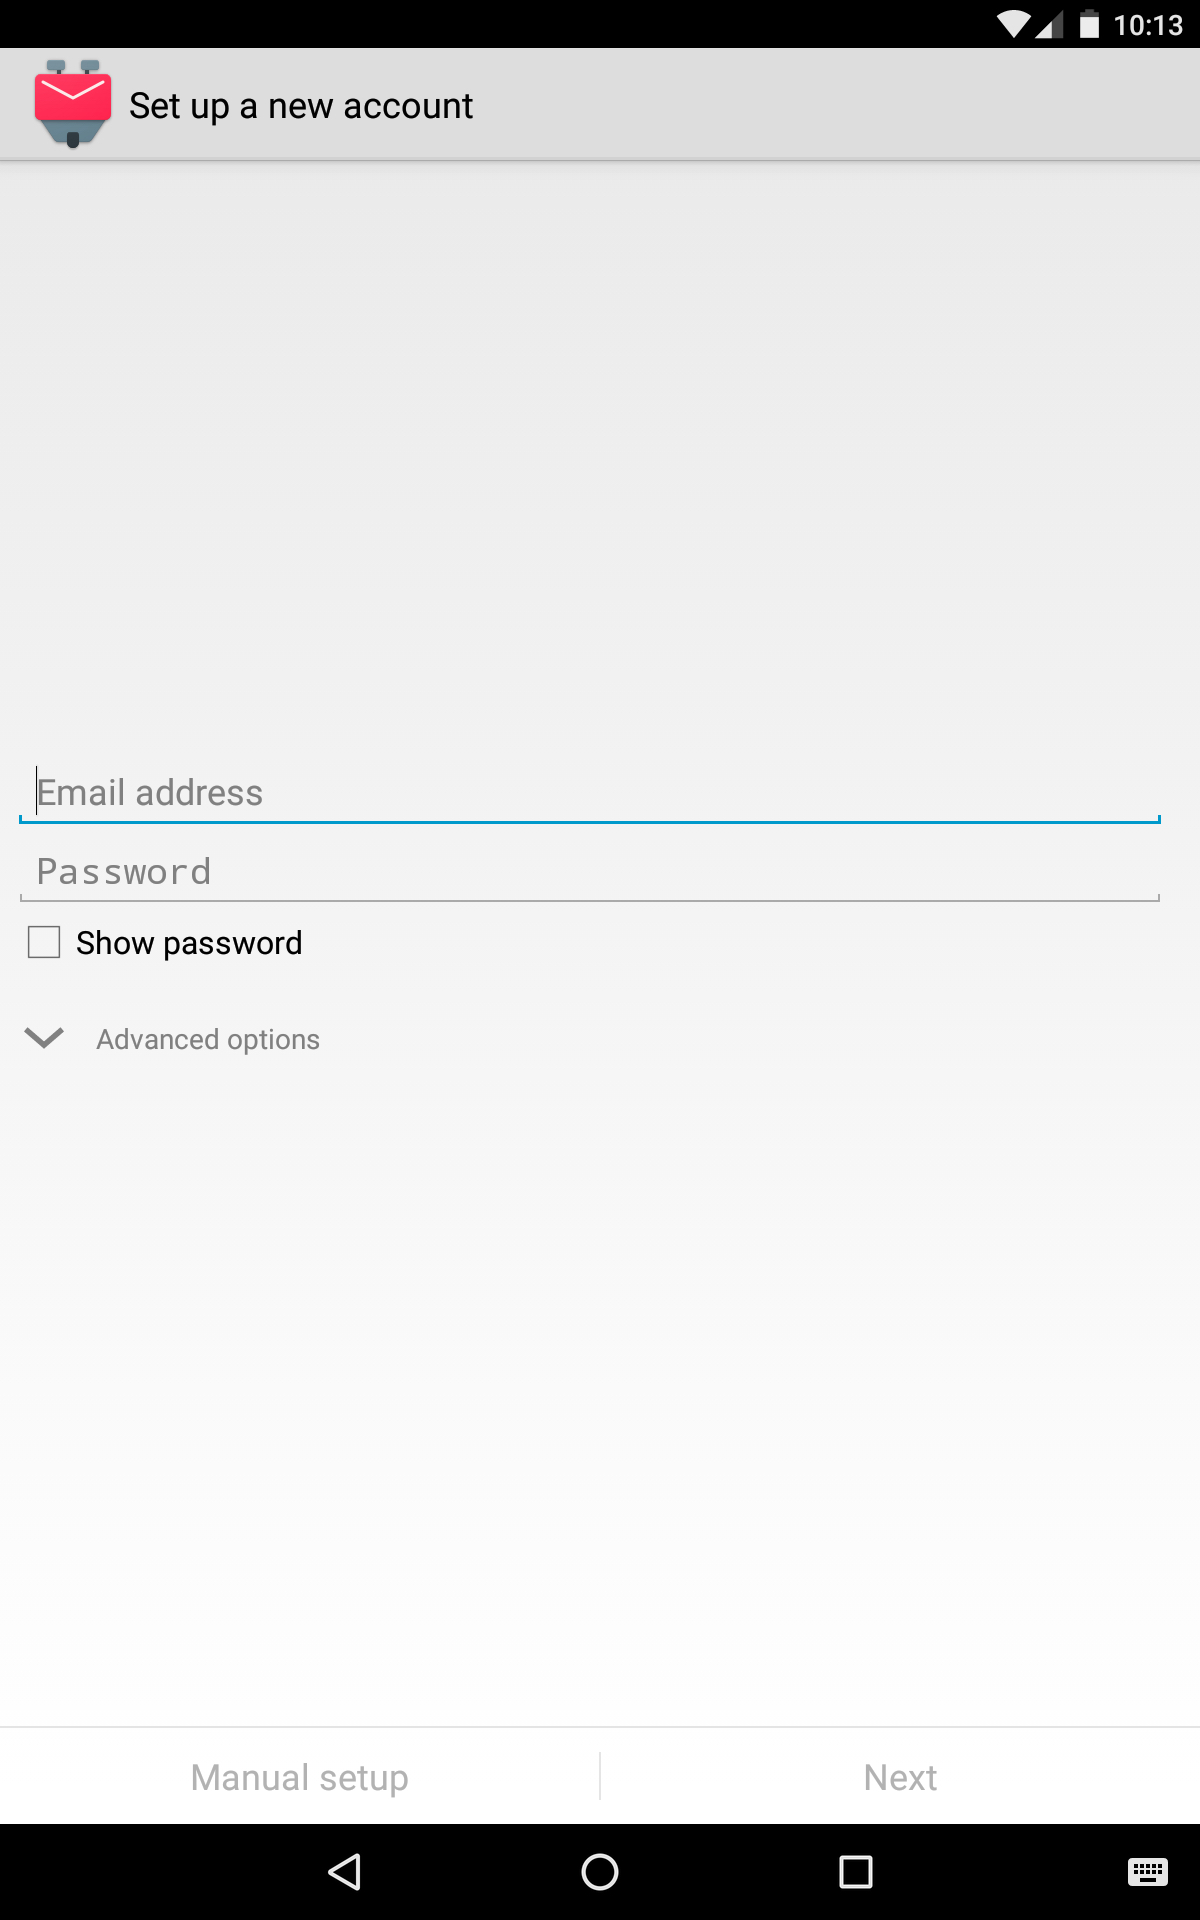 10:13
Set up a new account
Email address
Password
Show password
Advanced options
Manual setup
Next